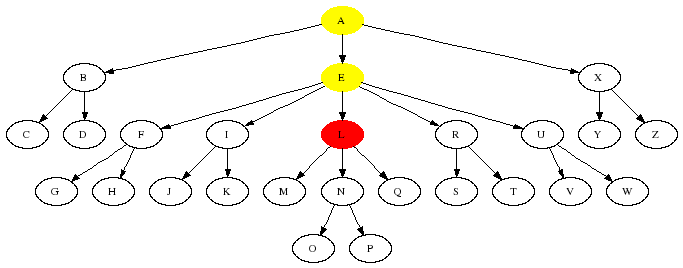 A
B E X
C D F I L R U Y Z
G H J K M N Q S T V W
O P